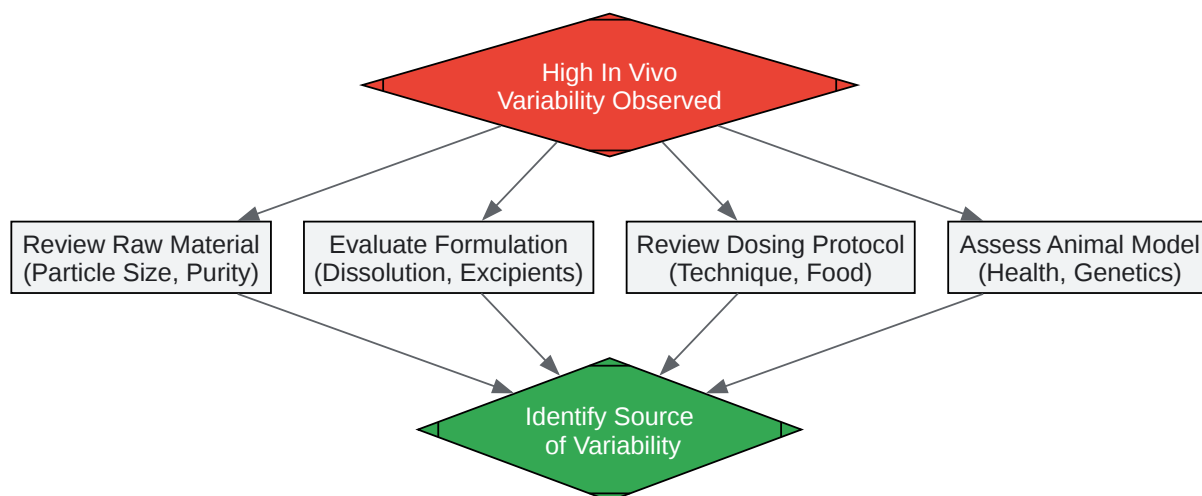 High In Vivo
Variability Observed
Review Raw Material
(Particle Size, Purity)
Evaluate Formulation
(Dissolution, Excipients)
Review Dosing Protocol
(Technique, Food)
Assess Animal Model
(Health, Genetics)
Identify Source
of Variability